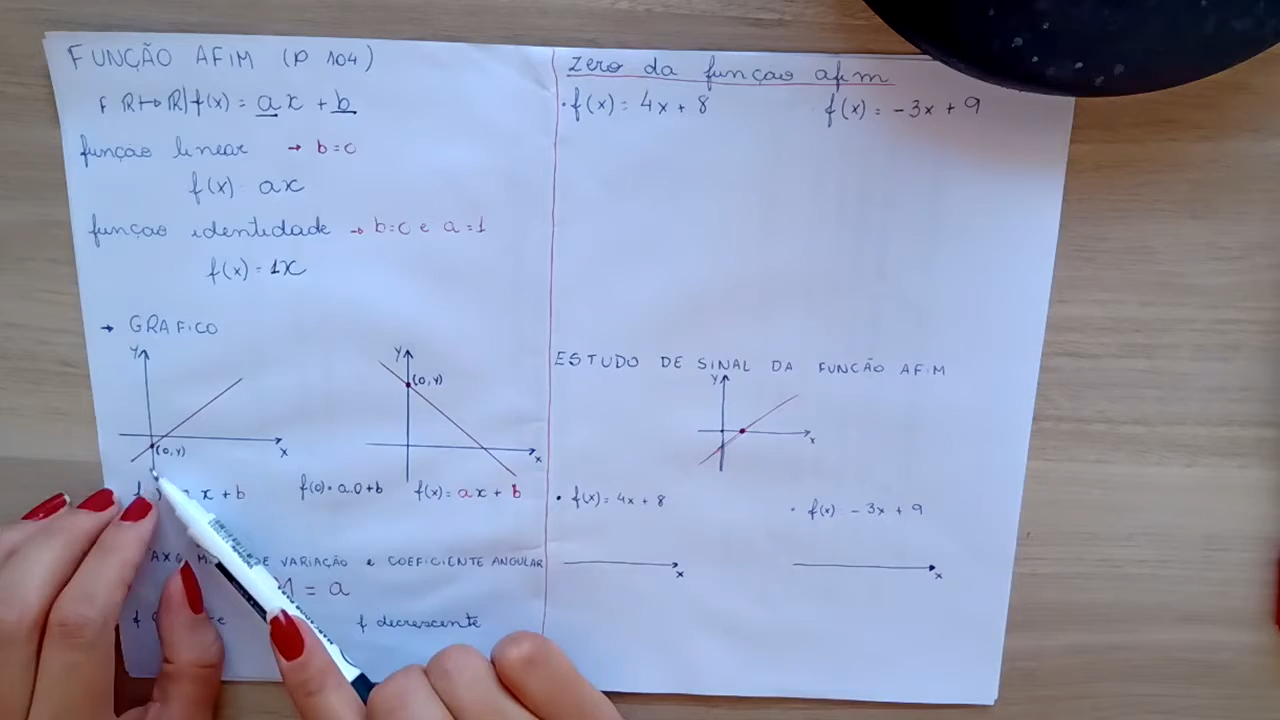 FUNÇÃO AFIM (P 104)
F R↦R|f(x) = ax + b
função linear → b=0
f(x) ax
função identidade → b=0 e a=1
f(x) = 1x
→ GRAFICO
Y
(0,Y)
X
x + b
Y
(0,Y)
X
f(0) = a.0+b
f(x) = ax + b
DE VARIAÇÃO e COEFICIENTE ANGULAR
= a
f decrescente
Zero da função afim
• f(x) = 4x + 8
f(x) = -3x + 9
ESTUDO DE SINAL DA FUNÇÃO AFIM
Y
X
• f(x) = 4x + 8
• f(x) - 3x + 9
X
X